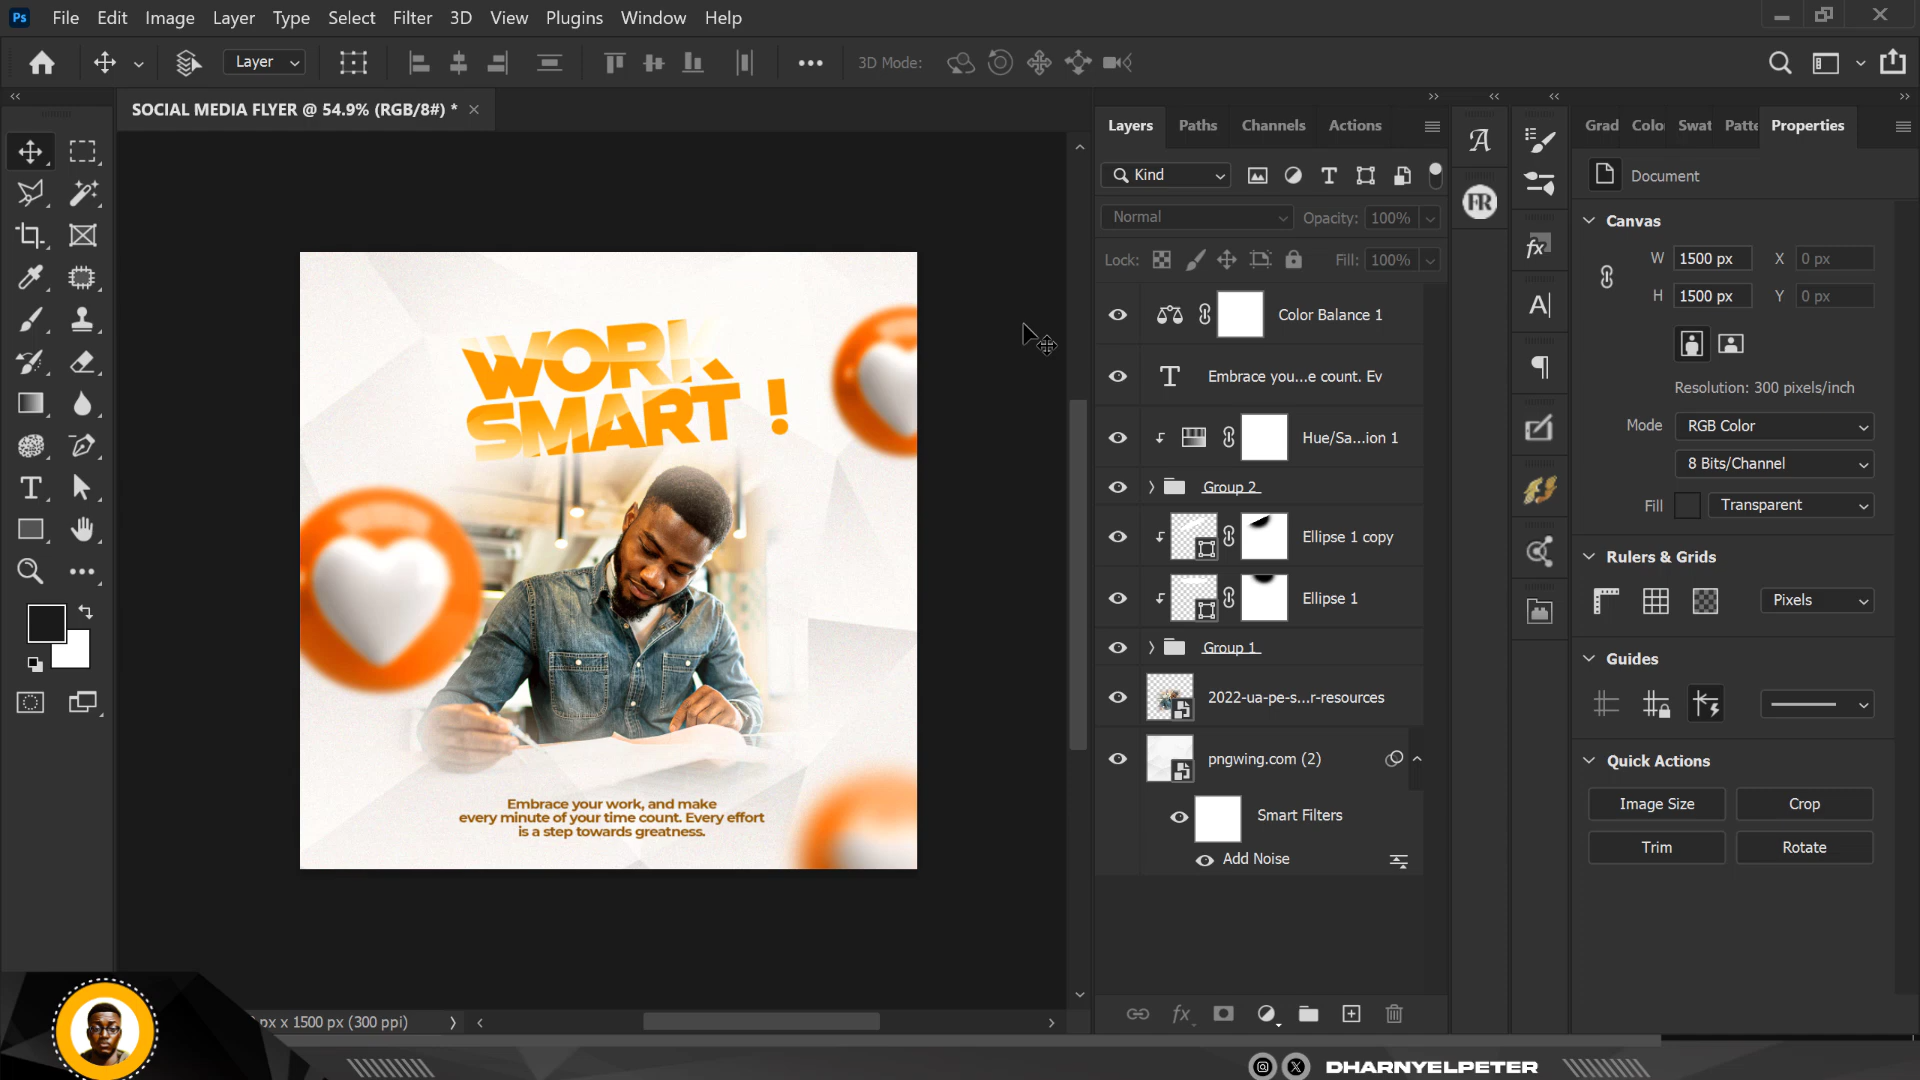 Ps File Edit Image Layer Type Select Filter 3D View Plugins Window Help
Layer 3D Mode:
SOCIAL MEDIA FLYER @ 54.9% (RGB/8#) *
WORK
SMART !
Embrace your work, and make
every minute of your time count. Every effort
is a step towards greatness.
px x 1500 px (300 ppi)
Layers Paths Channels Actions
Kind
Normal Opacity: 100%
Lock: Fill: 100%
Color Balance 1
Embrace you...e count. Ev
Hue/Sa...ion 1
Group 2
Ellipse 1 copy
Ellipse 1
Group 1
2022-ua-pe-s...r-resources
pngwing.com (2)
Smart Filters
Add Noise
FR
Grad Colo Swat Patte Properties
Document
Canvas
W 1500 px X 0 px
H 1500 px Y 0 px
Resolution: 300 pixels/inch
Mode RGB Color
8 Bits/Channel
Fill Transparent
Rulers & Grids
Pixels
Guides
Quick Actions
Image Size Crop
Trim Rotate
DHARNYELPETER